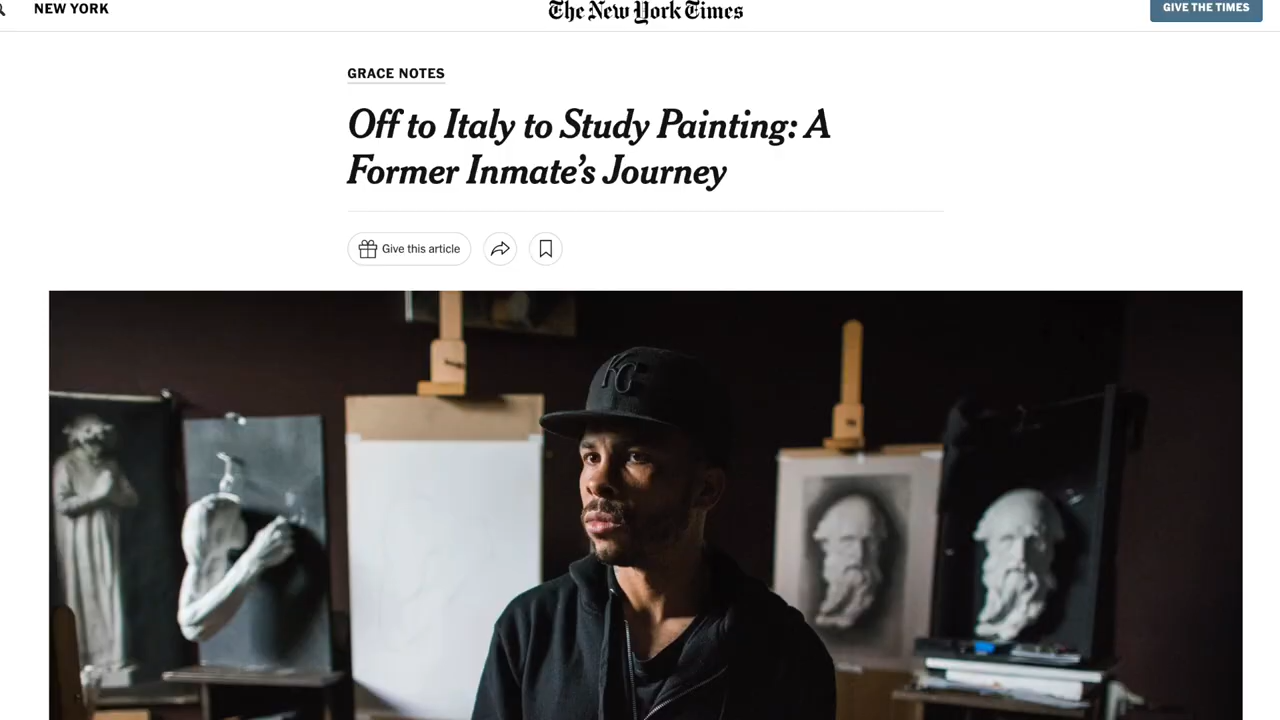 NEW YORK
The New York Times
GIVE THE TIMES
GRACE NOTES
Off to Italy to Study Painting: A
Former Inmate's Journey
Give this article
KC